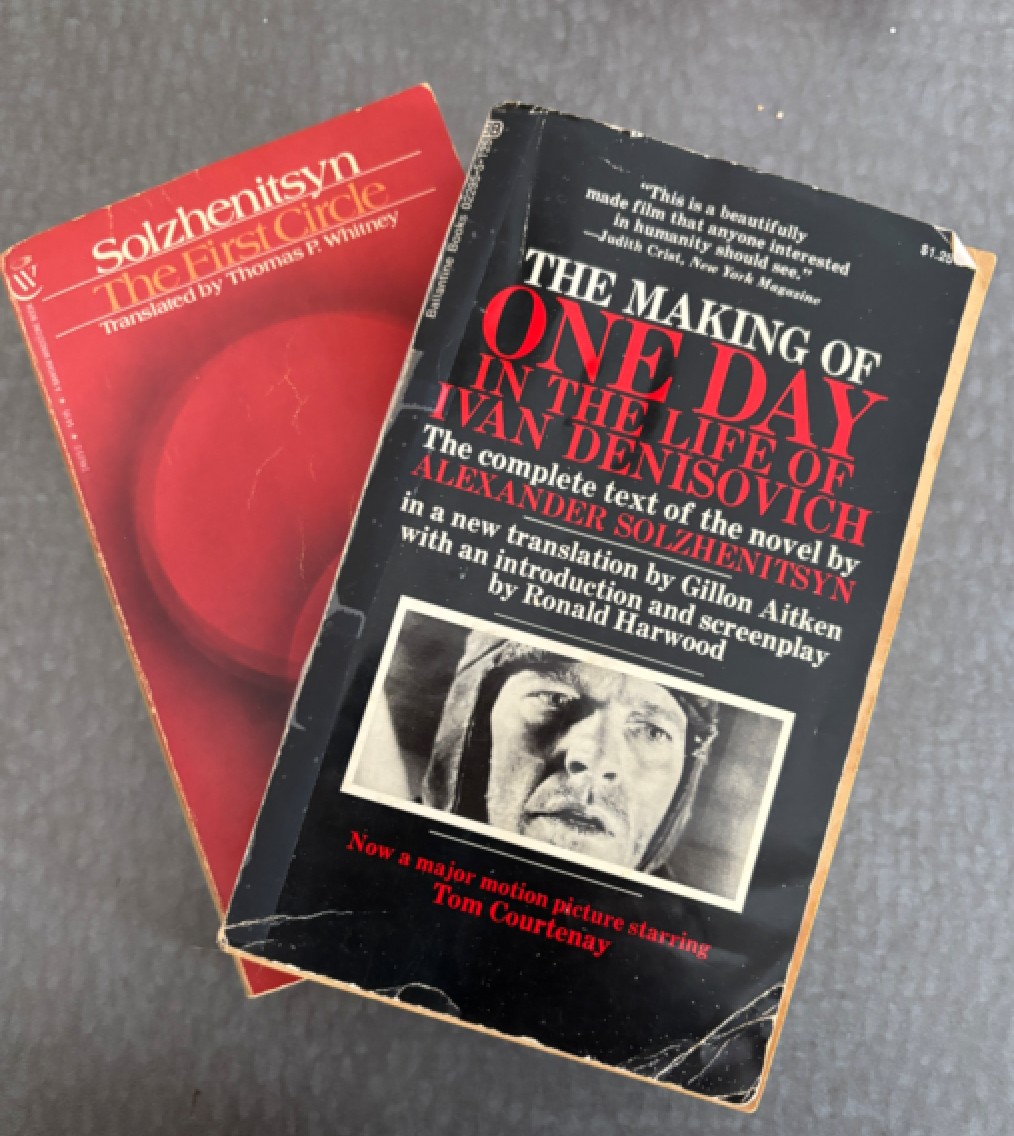 Solzhenitsyn
The First Circle
Translated by Thomas P. Whitney
W
Ballantine Books 02285-5-125
$1.25
"This is a beautifully
made film that anyone interested
in humanity should see."
—Judith Crist, New York Magazine
THE MAKING OF
ONE DAY
IN THE LIFE OF
IVAN DENISOVICH
The complete text of the novel by
ALEXANDER SOLZHENITSYN
in a new translation by Gillon Aitken
with an introduction and screenplay
by Ronald Harwood
Now a major motion picture starring
Tom Courtenay